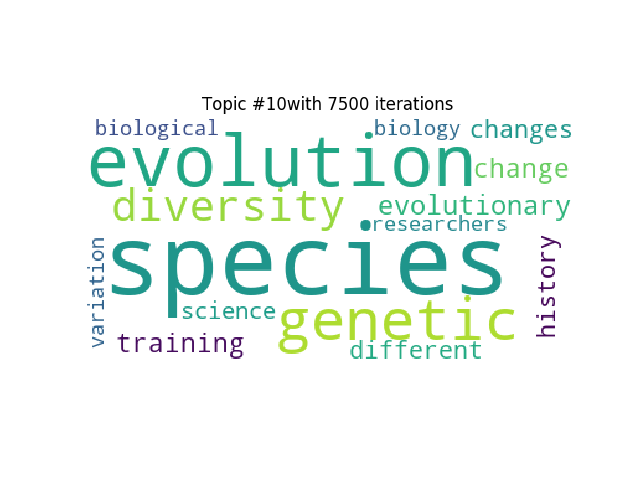 Topic #10with 7500 iterations
biological
biology
changes
evolution
change
diversity
evolutionary
researchers
species
variation
history
science
genetic
training
different